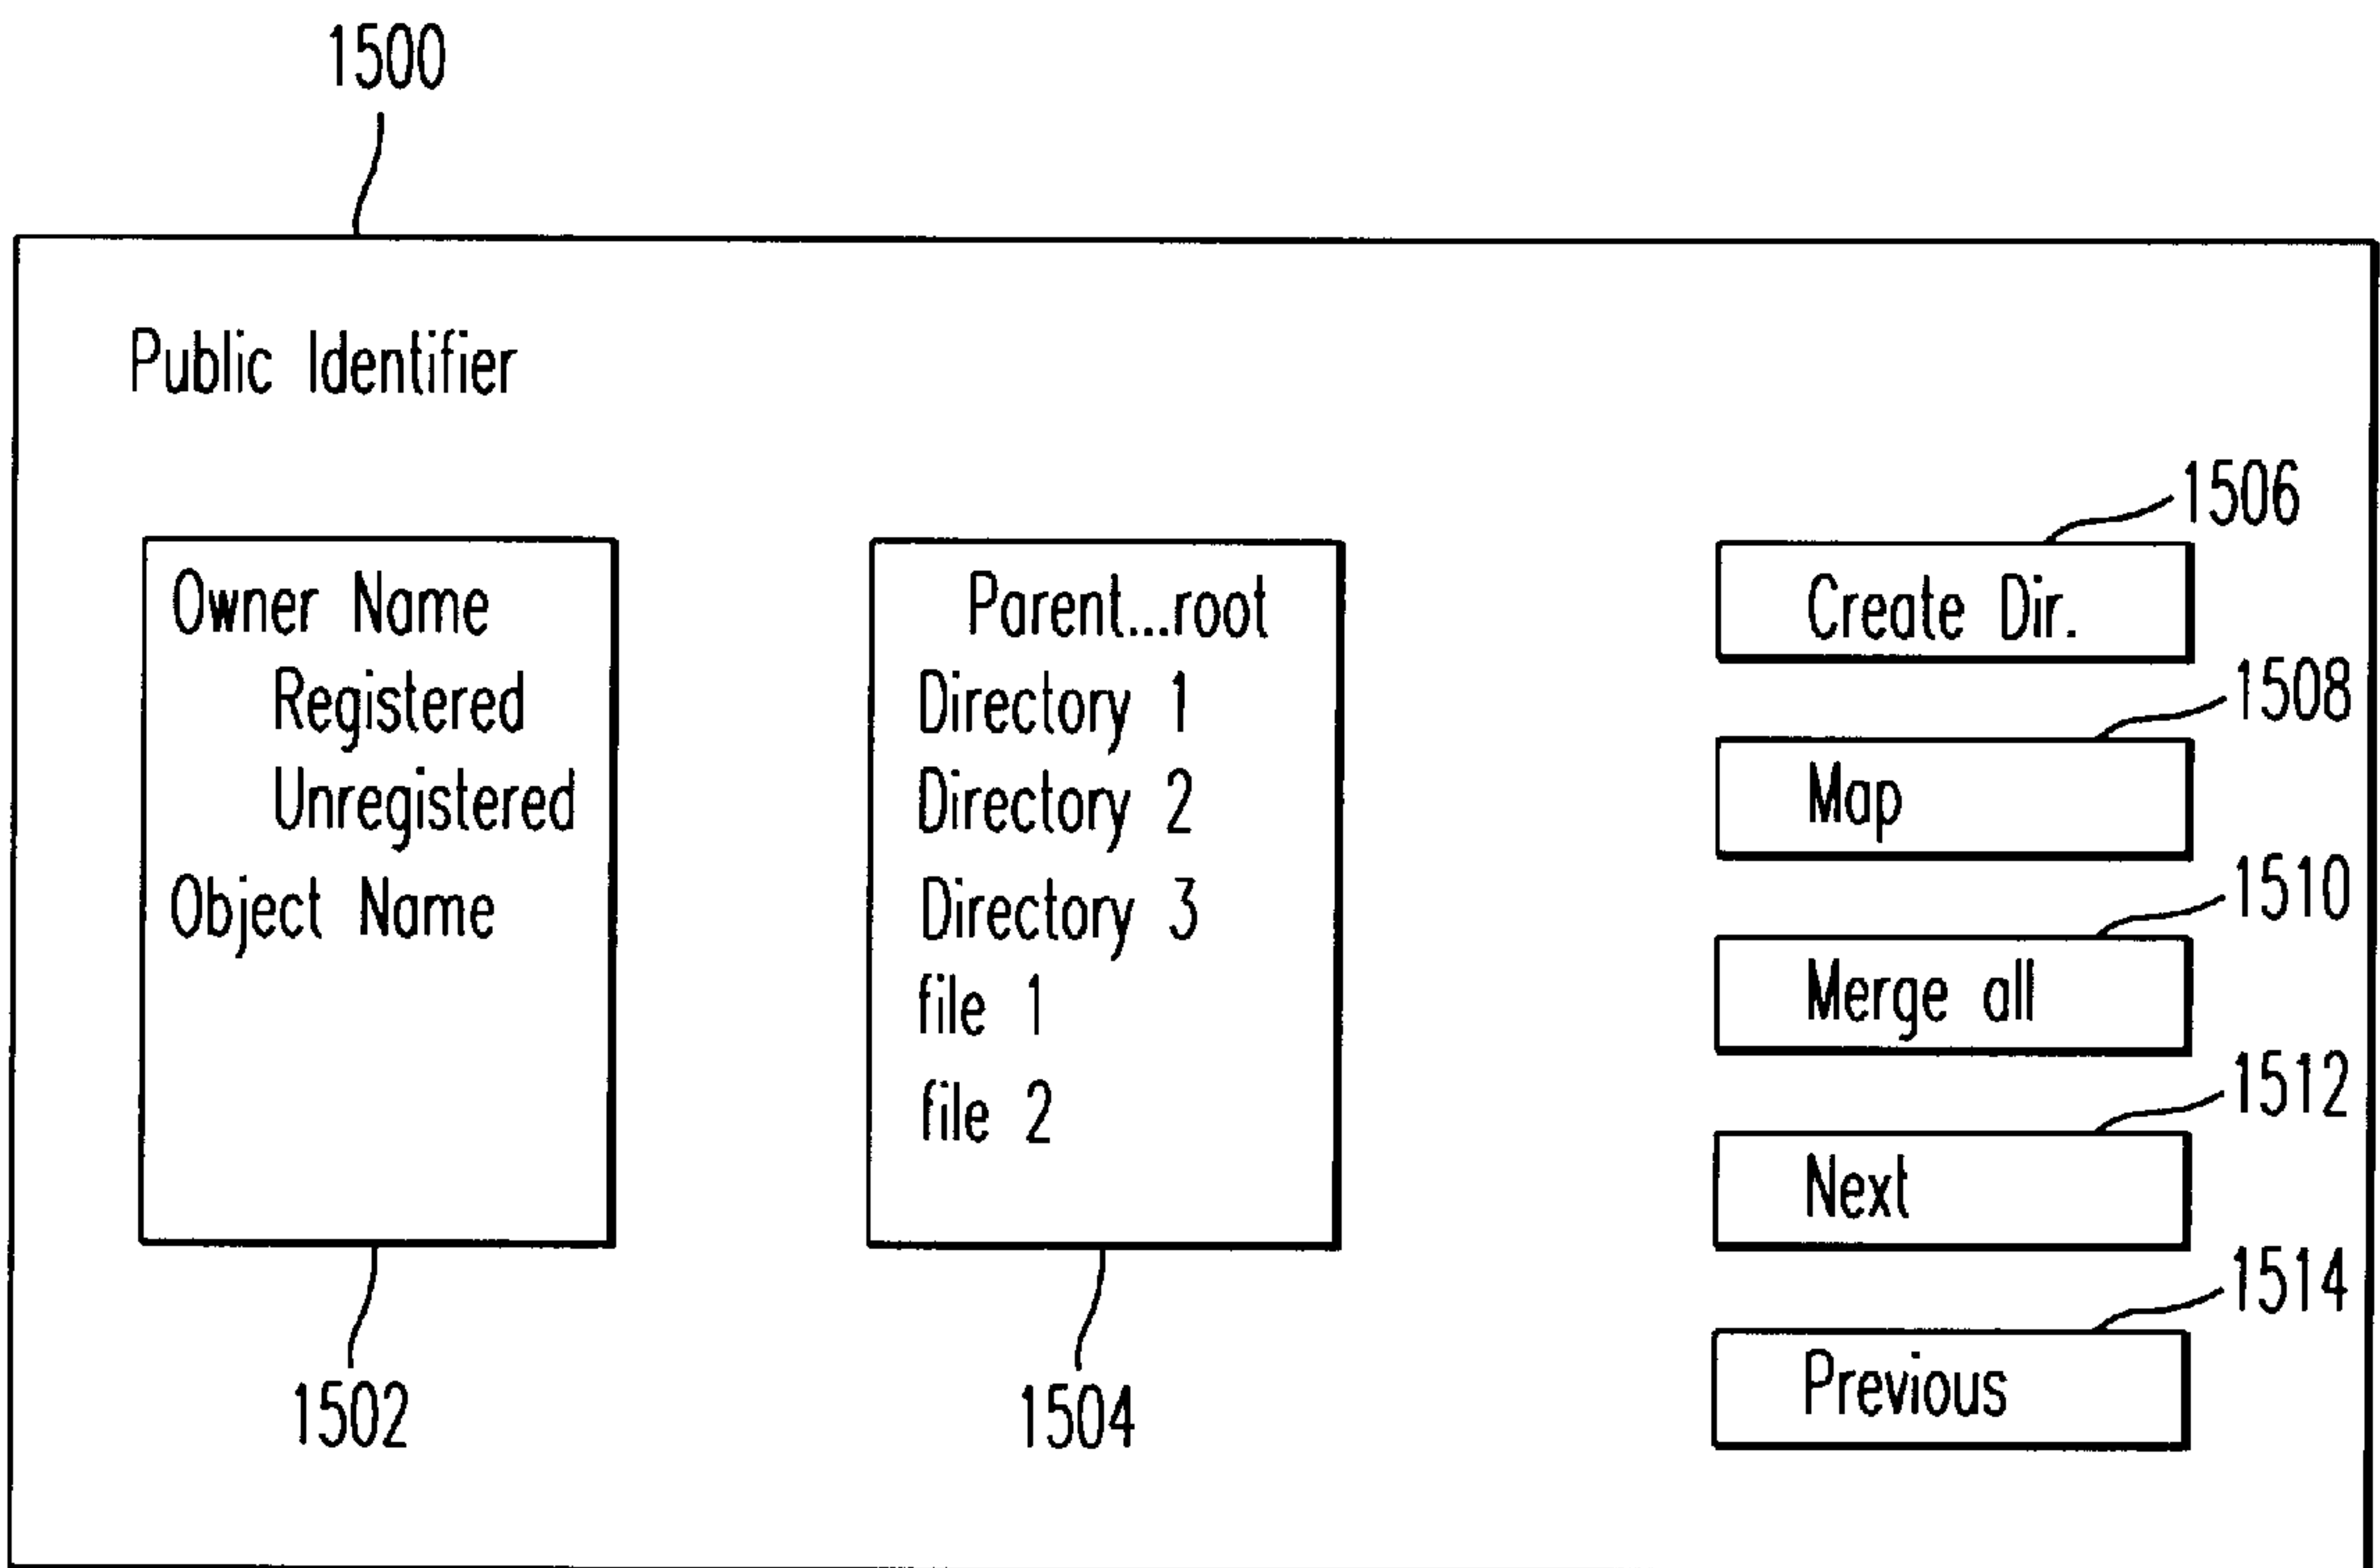 1500
Public Identifier
Owner Name
Registered
Unregistered
Object Name
1502
Parent...root
Directory 1
Directory 2
Directory 3
file 1
file 2
1504
1506
Create Dir.
1508
Map
1510
Merge all
1512
Next
1514
Previous